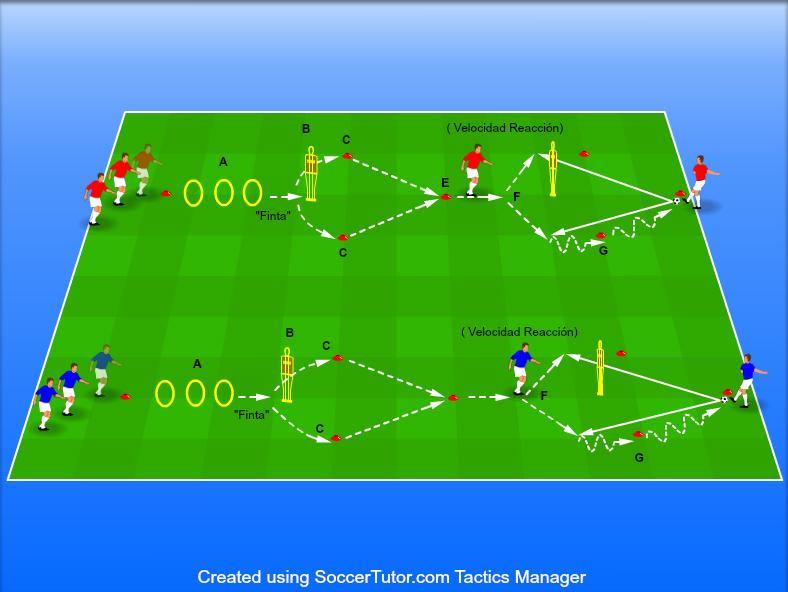 ( Velocidad Reacción)
B
C
A
E
F
"Finta"
C
G
( Velocidad Reacción)
B
C
A
F
"Finta"
C
G
Created using SoccerTutor.com Tactics Manager